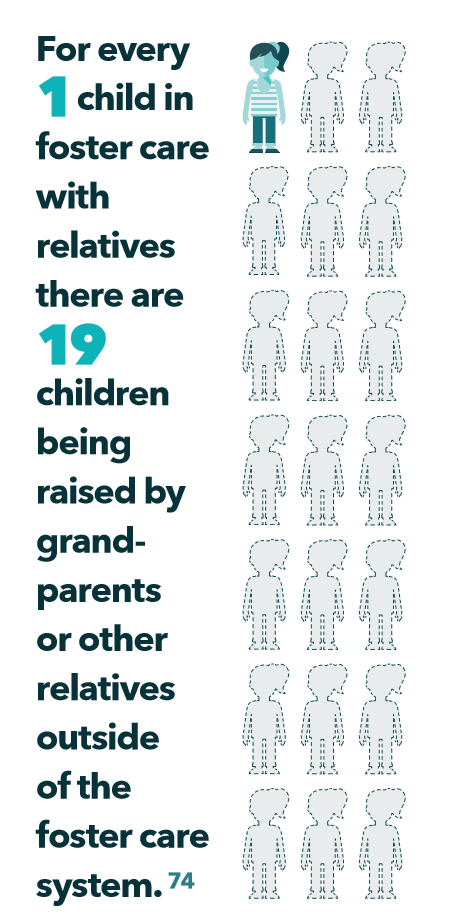 For every
1 child in
foster care
with
relatives
there are
19
children
being
raised by
grand-
parents
or other
relatives
outside
of the
foster care
system. 74